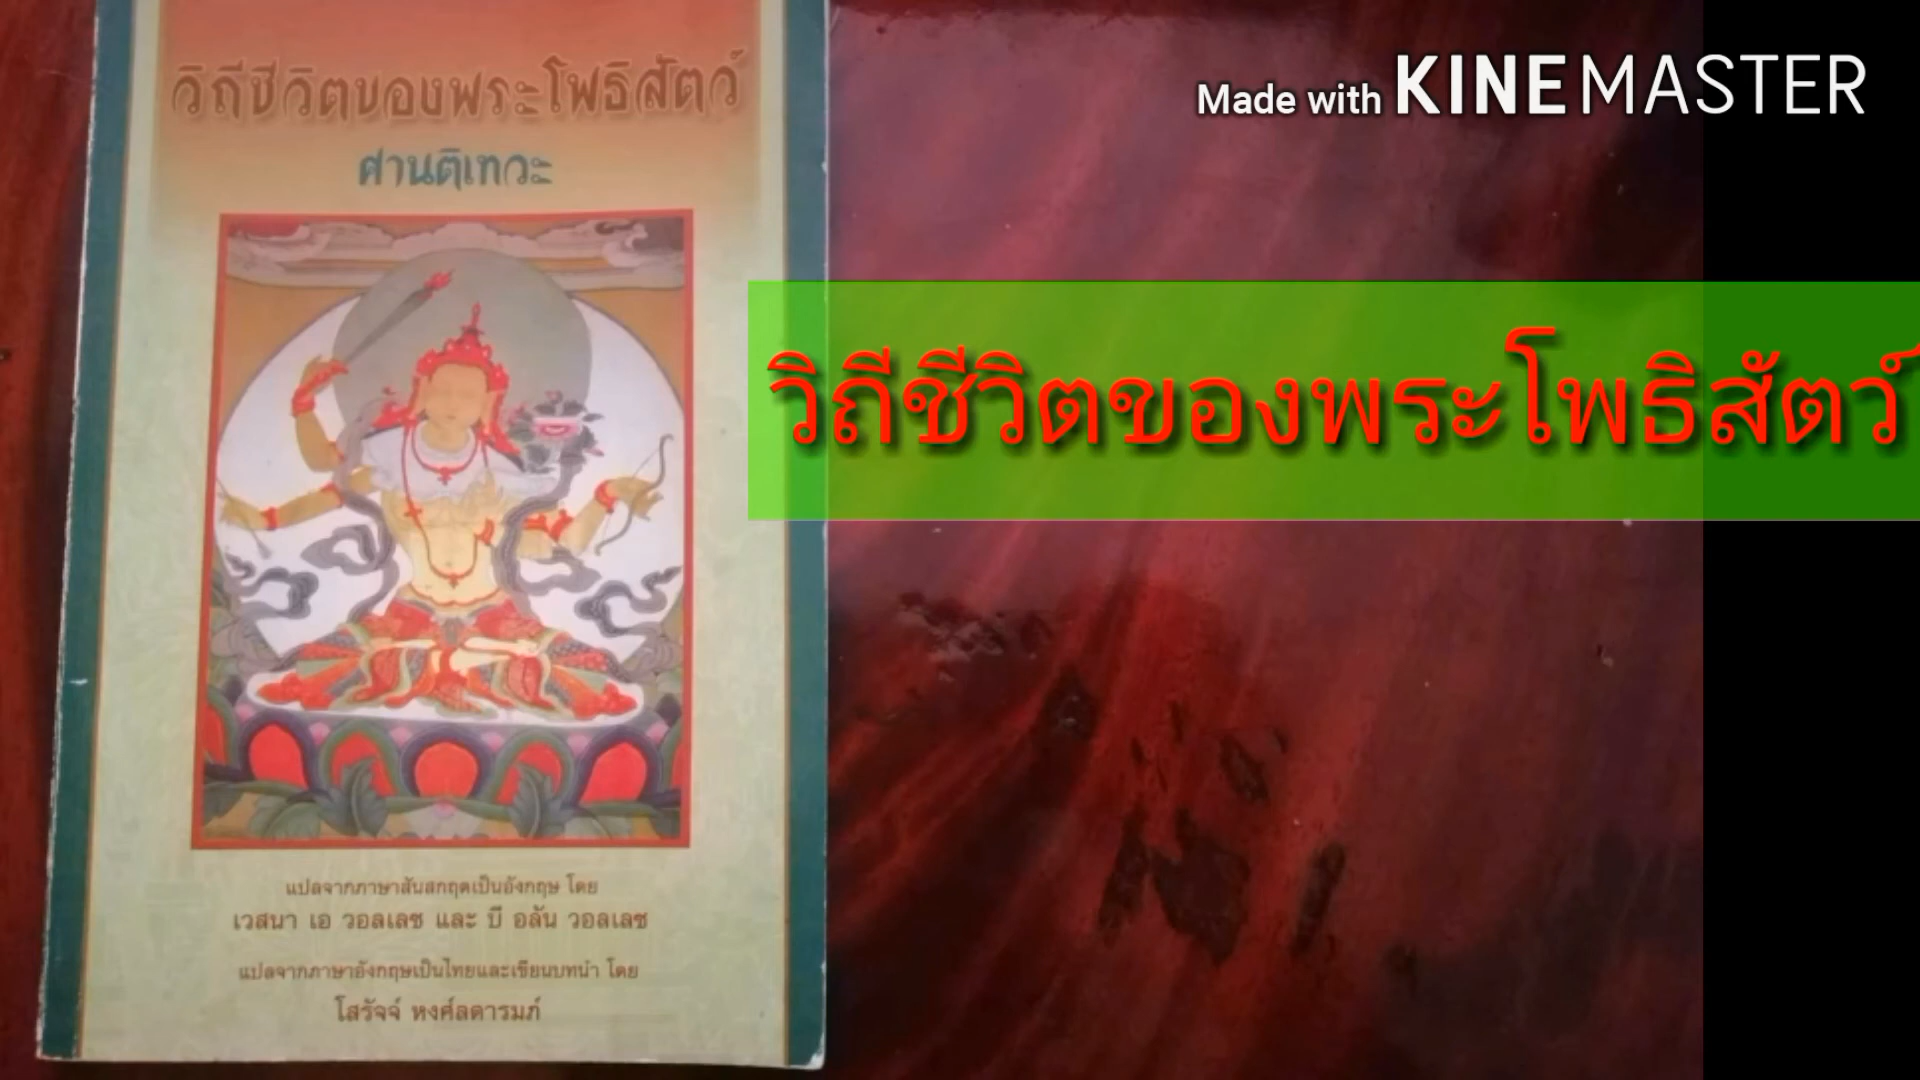 วิถีชีวิตของพระโพธิสัตว์
ศานติเทวะ
แปลจากภาษาสันสกฤตเป็นอังกฤษ โดย
เวสนา เอ วอลเลซ และ บี อลัน วอลเลซ
แปลจากภาษาอังกฤษเป็นไทยและเขียนบทนำ โดย
โสรัจจ์ หงศ์ลดารมภ์
Made with KINEMASTER
วิถีชีวิตของพระโพธิสัตว์